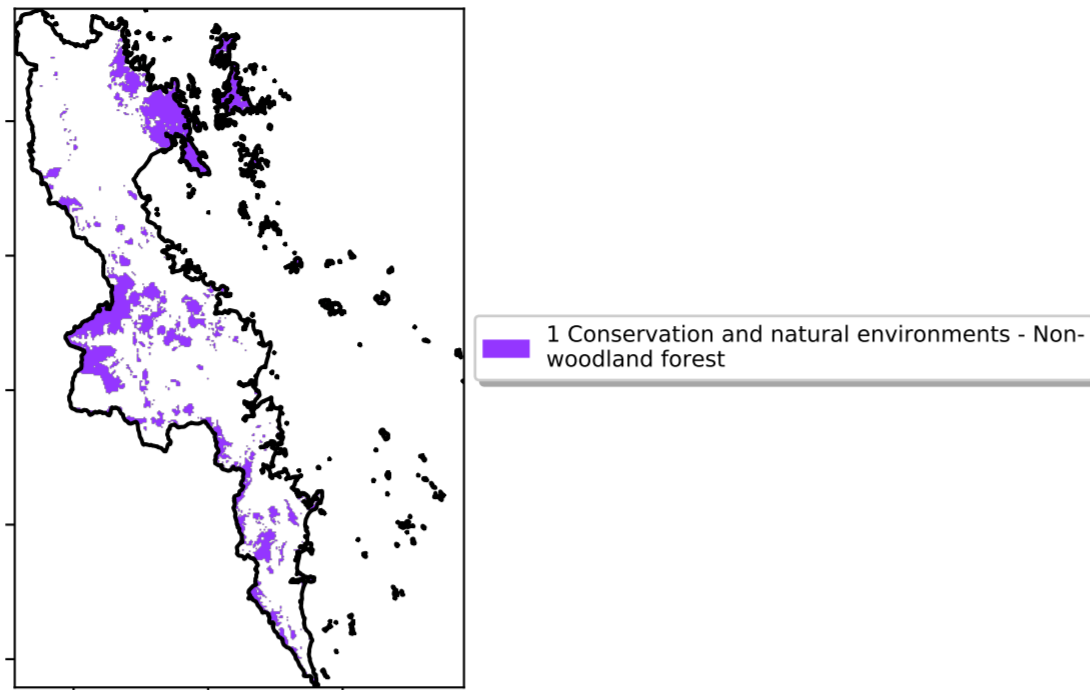 1 Conservation and natural environments - Non-
woodland forest